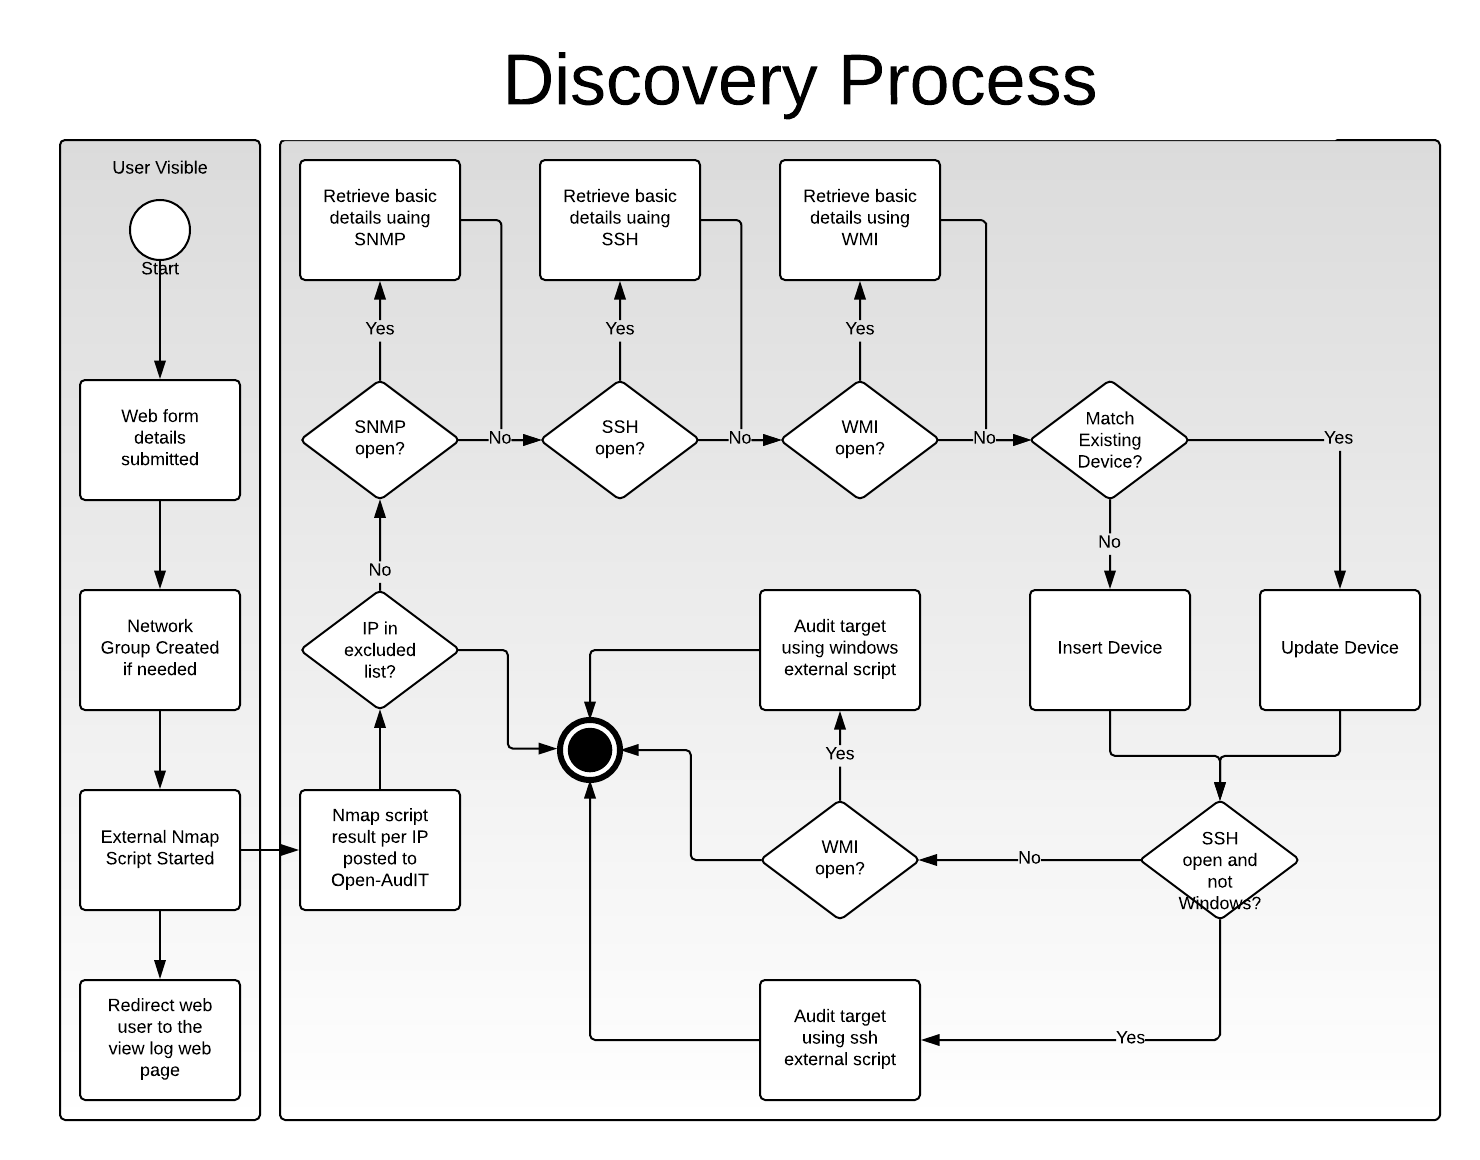 Discovery Process
User Visible
Start
Web form
details
submitted
Network
Group Created
if needed
External Nmap
Script Started
Redirect web
user to the
view log web
page
Retrieve basic
details uaing
SNMP
Retrieve basic
details uaing
SSH
Retrieve basic
details using
WMI
Yes
Yes
Yes
SNMP
open?
No
SSH
open?
No
WMI
open?
No
Match
Existing
Device?
Yes
No
No
IP in
excluded
list?
Audit target
using windows
external script
Insert Device
Update Device
Yes
Nmap script
result per IP
posted to
Open-AudIT
WMI
open?
No
SSH
open and
not
Windows?
Audit target
using ssh
external script
Yes